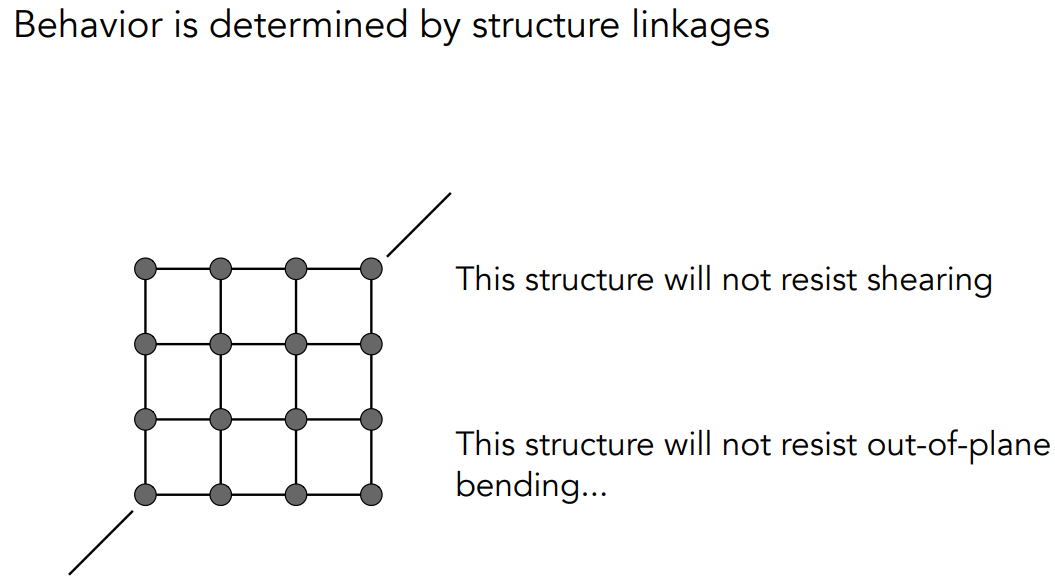 Behavior is determined by structure linkages
This structure will not resist shearing
This structure will not resist out-of-plane
bending...